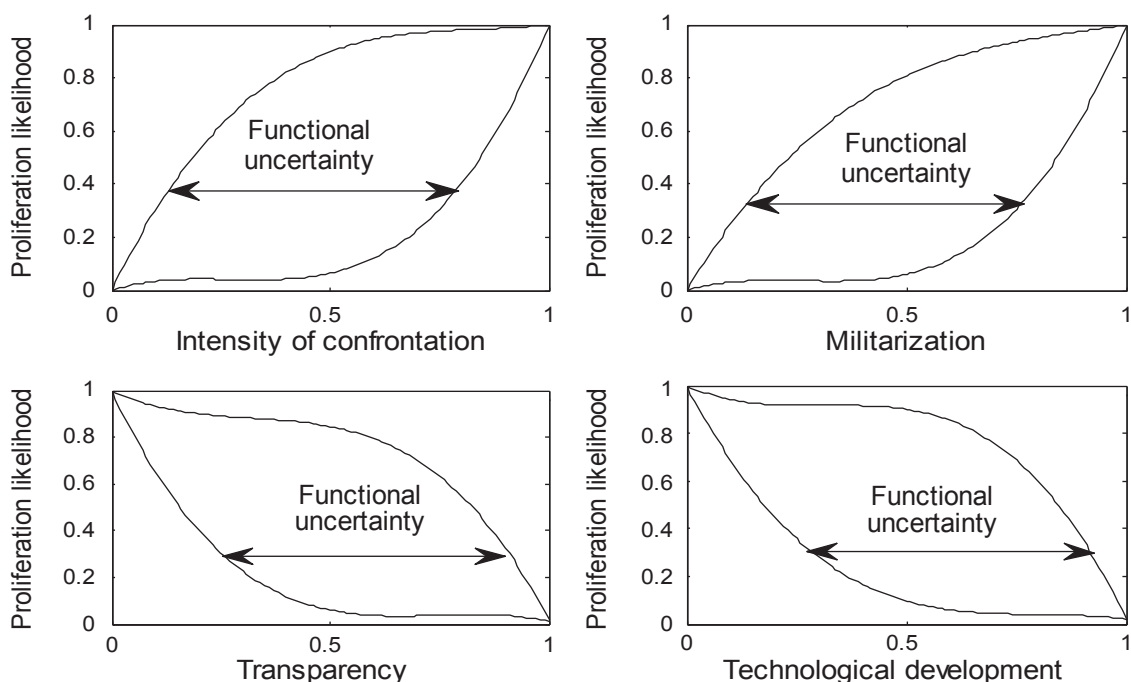 Proliferation likelihood
1
0.8
0.6
0.4
0.2
0
Functional
uncertainty
0
0.5
1
Intensity of confrontation
Proliferation likelihood
1
0.8
0.6
0.4
0.2
0
Functional
uncertainty
0
0.5
1
Militarization
Proliferation likelihood
1
0.8
0.6
0.4
0.2
0
Functional
uncertainty
0
0.5
1
Transparency
Proliferation likelihood
1
0.8
0.6
0.4
0.2
0
Functional
uncertainty
0
0.5
1
Technological development